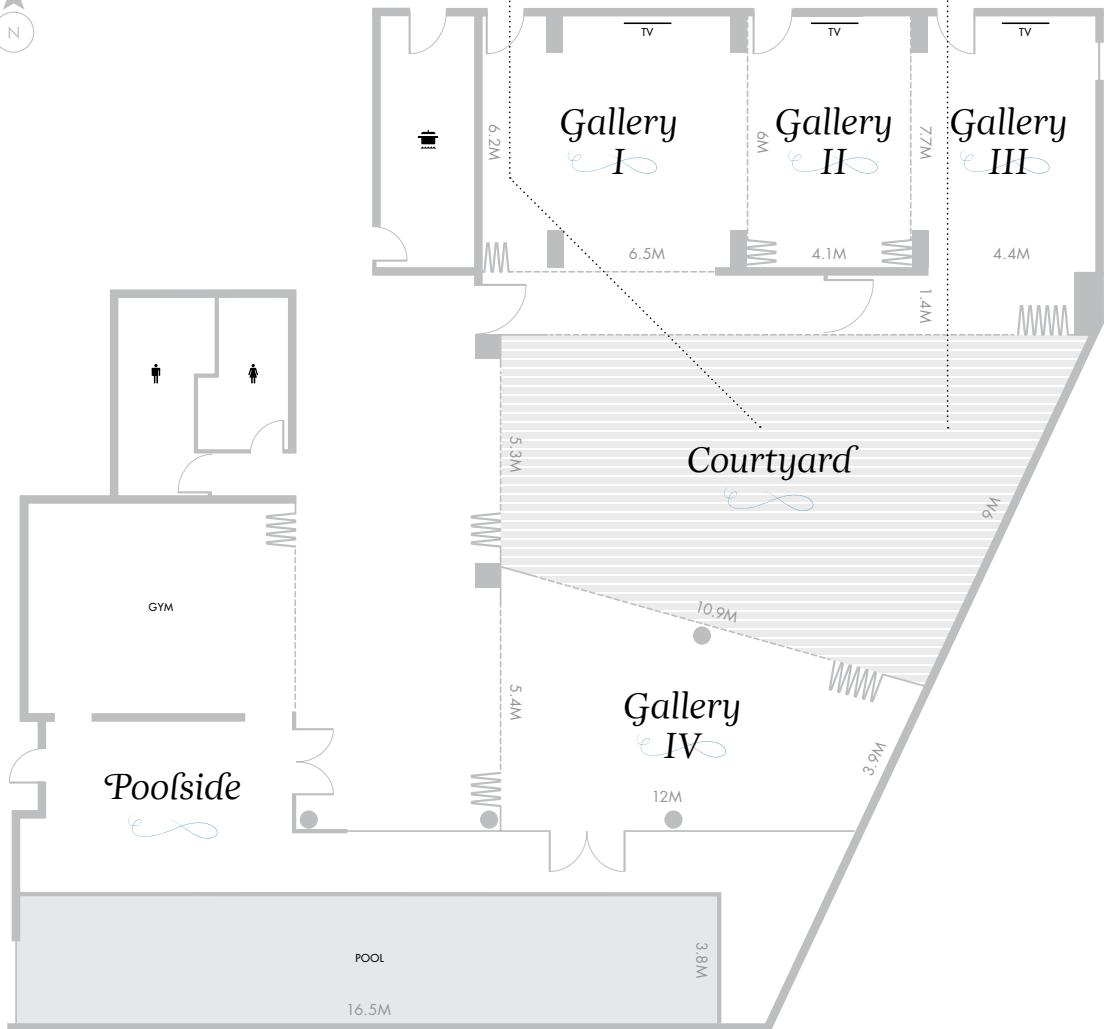 N
TV
TV
TV
Gallery
I
Gallery
II
Gallery
III
6.2M
6M
7.7M
6.5M
4.1M
4.4M
1.4M
5.3M
Courtyard
9M
GYM
10.9M
Gallery
IV
5.4M
3.9M
Poolside
12M
POOL
3.8M
16.5M